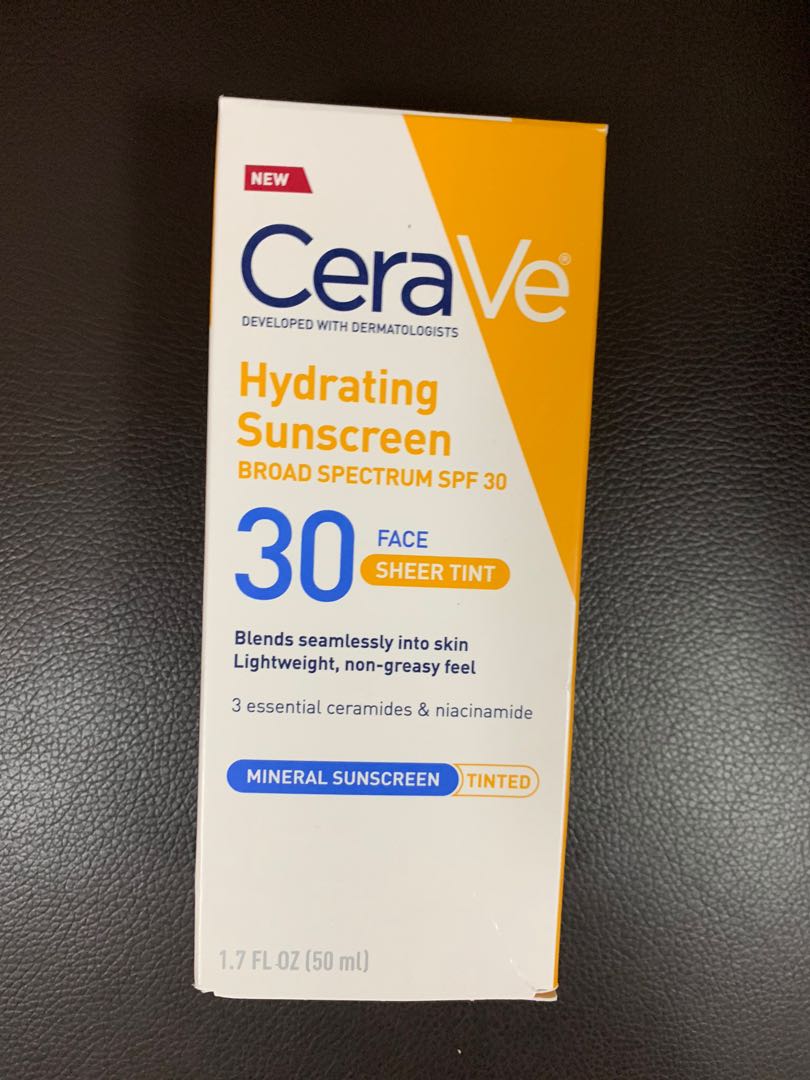 NEW
CeraVe®
DEVELOPED WITH DERMATOLOGISTS
Hydrating
Sunscreen
BROAD SPECTRUM SPF 30
30 FACE
SHEER TINT
Blends seamlessly into skin
Lightweight, non-greasy feel
3 essential ceramides & niacinamide
MINERAL SUNSCREEN TINTED
1.7 FL OZ (50 ml)